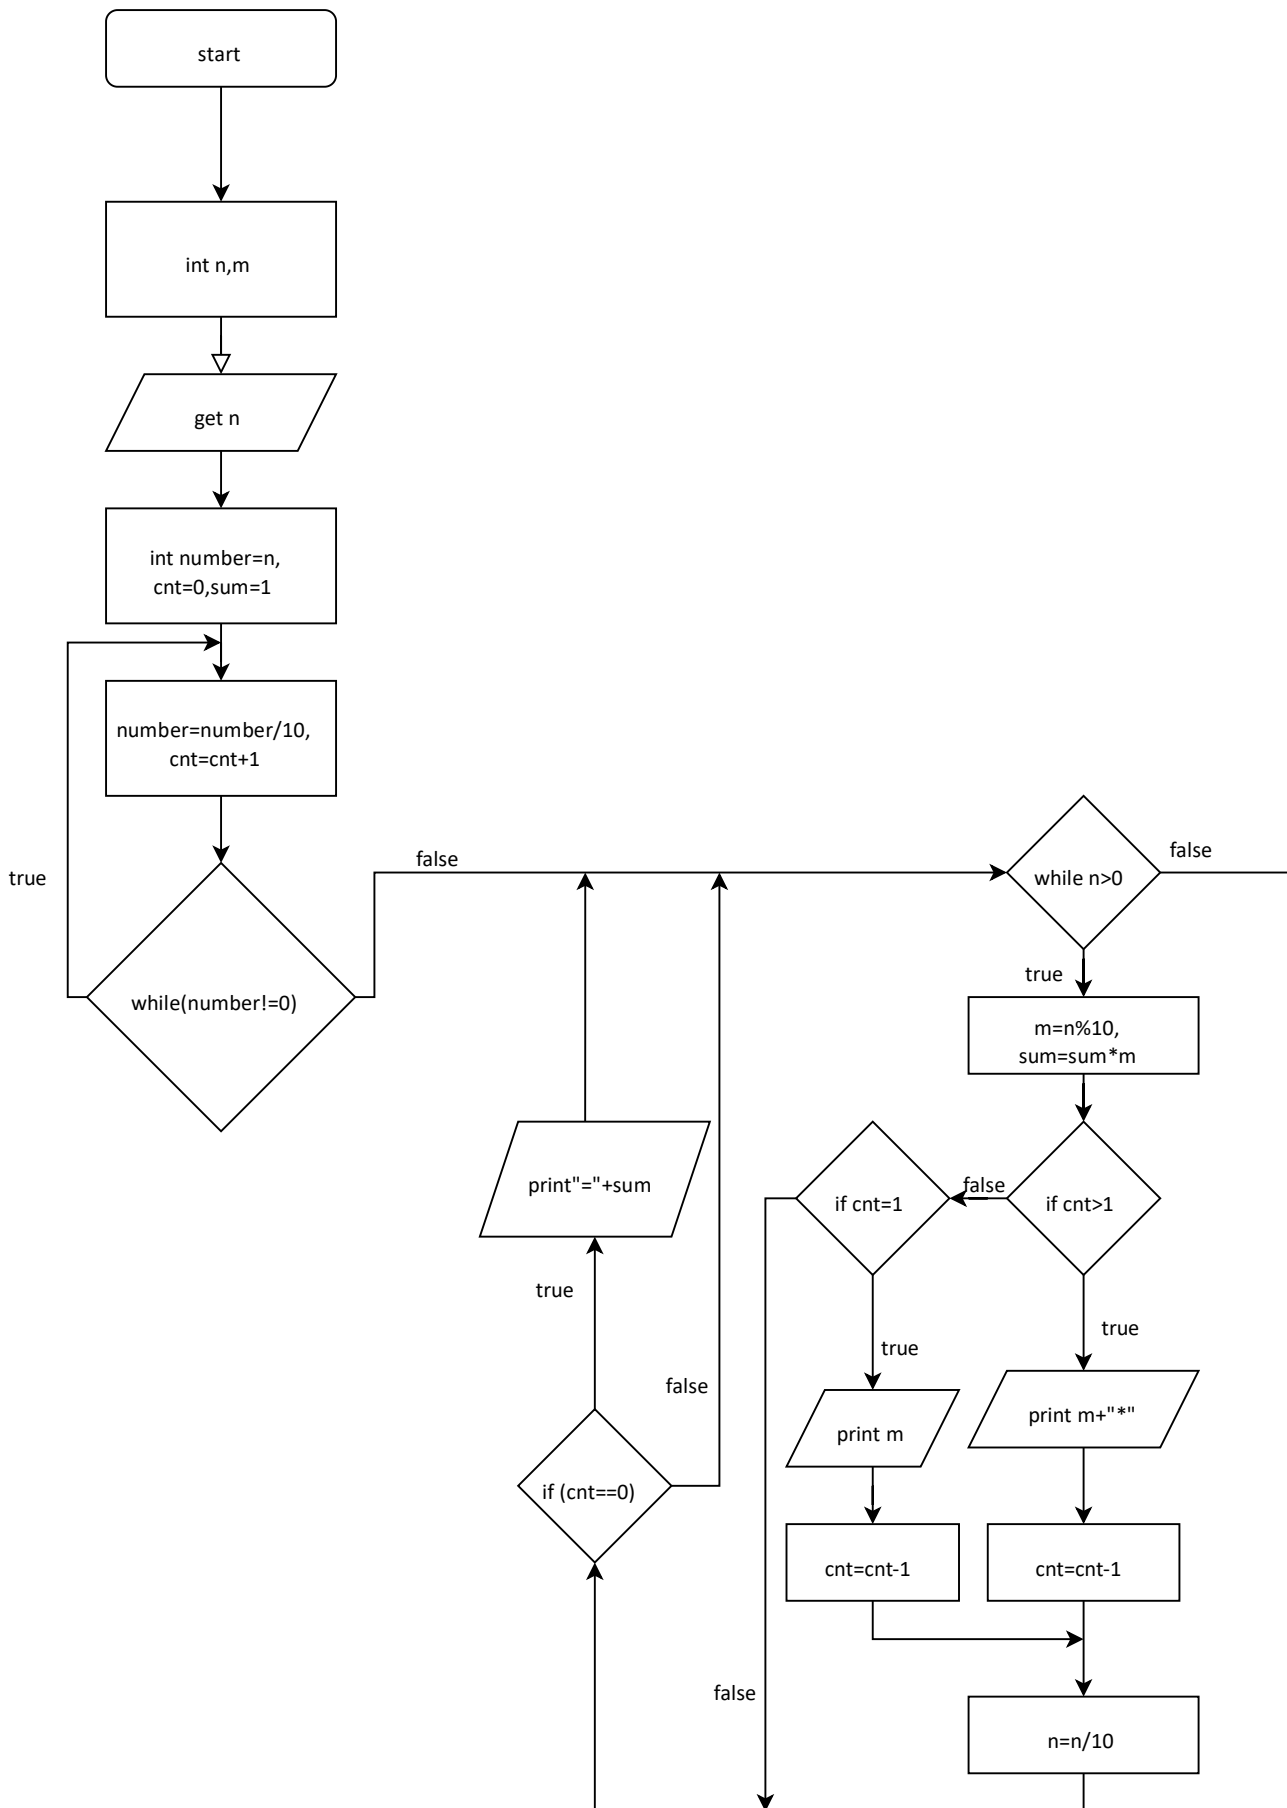 start
int n,m
get n
int number=n,
cnt=0,sum=1
number=number/10,
cnt=cnt+1
true
while(number!=0)
false
while n>0
false
true
m=n%10,
sum=sum*m
if cnt>1
false
if cnt=1
true
print m+"*"
cnt=cnt-1
true
print m
cnt=cnt-1
false
n=n/10
if (cnt==0)
true
false
print"="+sum